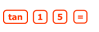 tan 1 5 =